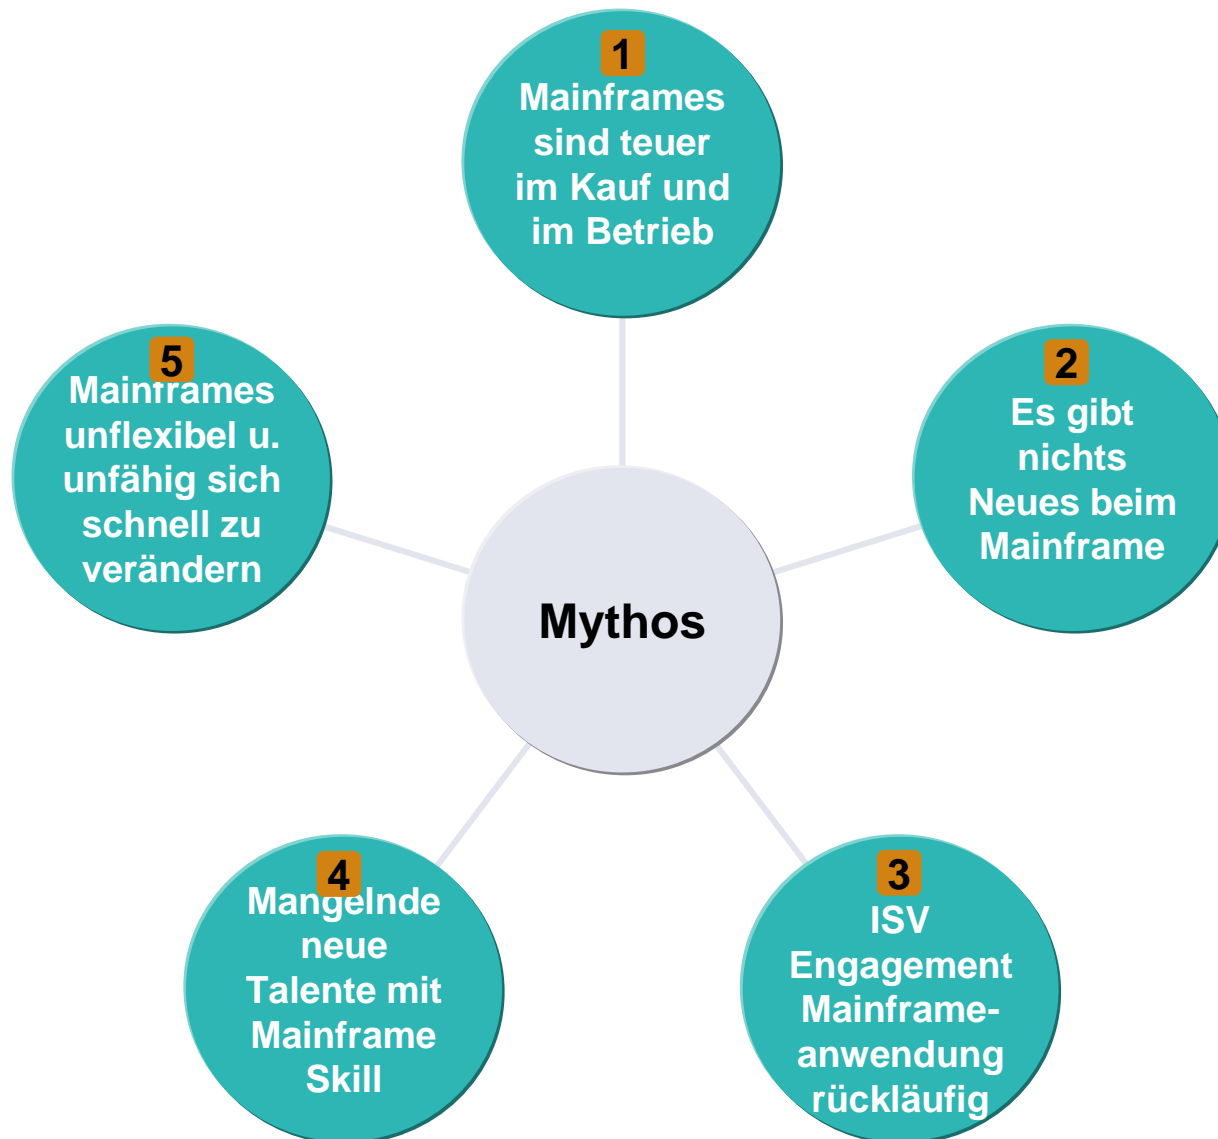 1
Mainframes
sind teuer
im Kauf und
im Betrieb
2
Es gibt
nichts
Neues beim
Mainframe
3
ISV
Engagement
Mainframe-
anwendung
rückläufig
4
Mangelnde
neue
Talente mit
Mainframe
Skill
5
Mainframes
unflexibel u.
unfähig sich
schnell zu
verändern
Mythos